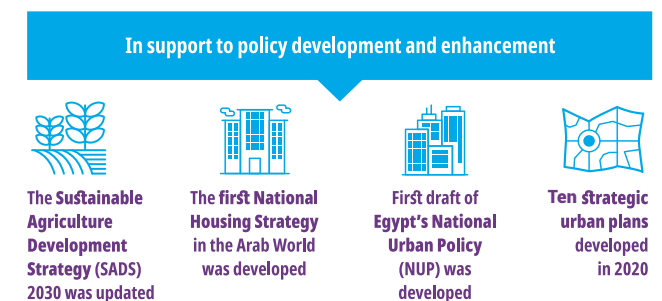 In support to policy development and enhancement
The Sustainable
Agriculture
Development
Strategy (SADS)
2030 was updated
The first National
Housing Strategy
in the Arab World
was developed
First draft of
Egypt's National
Urban Policy
(NUP) was
developed
Ten strategic
urban plans
developed
in 2020